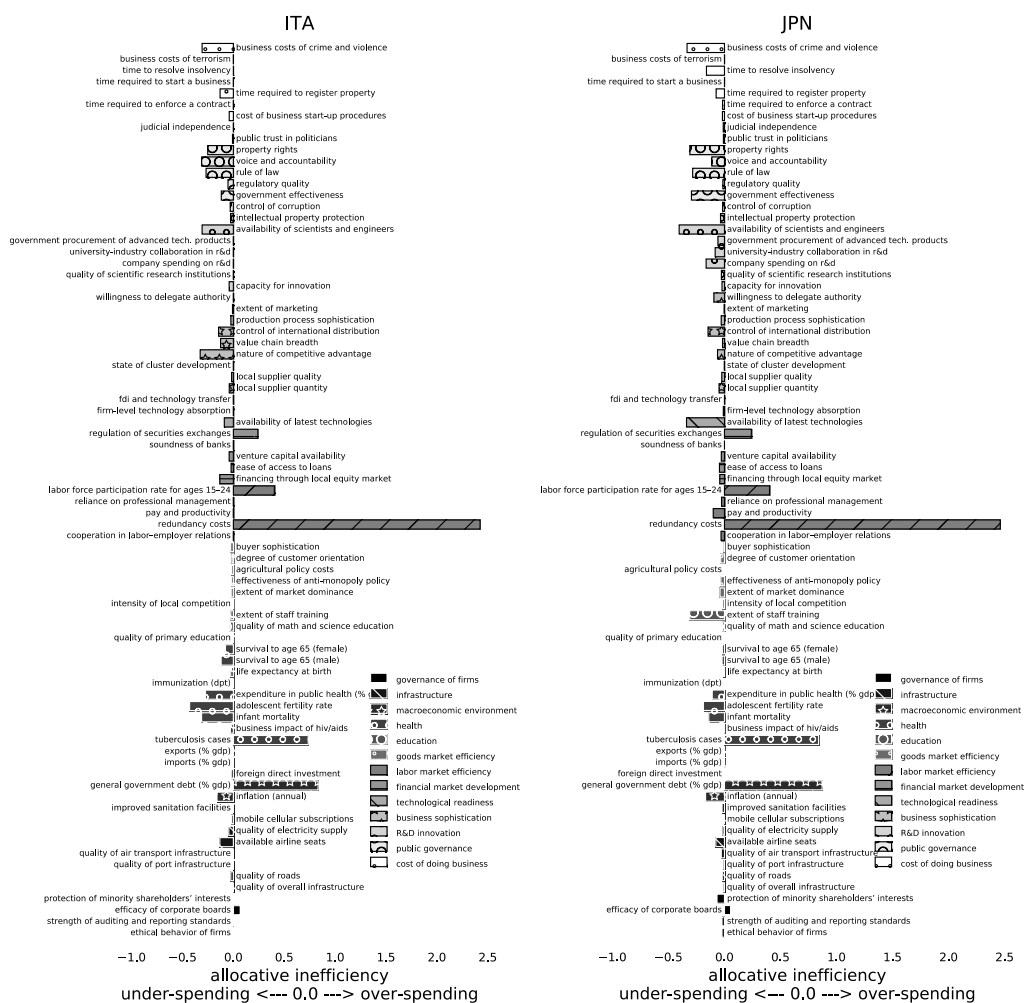 ITA
business costs of crime and violence
business costs of terrorism
time to resolve insolvency
time required to start a business
time required to register property
time required to enforce a contract
cost of business start-up procedures
judicial independence
public trust in politicians
property rights
voice and accountability
rule of law
regulatory quality
government effectiveness
control of corruption
intellectual property protection
availability of scientists and engineers
government procurement of advanced tech. products
university-industry collaboration in r&d
company spending on r&d
quality of scientific research institutions
capacity for innovation
willingness to delegate authority
extent of marketing
production process sophistication
control of international distribution
value chain breadth
nature of competitive advantage
state of cluster development
local supplier quality
local supplier quantity
fdi and technology transfer
firm-level technology absorption
availability of latest technologies
regulation of securities exchanges
soundness of banks
venture capital availability
ease of access to loans
financing through local equity market
labor force participation rate for ages 15-24
reliance on professional management
pay and productivity
redundancy costs
cooperation in labor-employer relations
buyer sophistication
degree of customer orientation
agricultural policy costs
effectiveness of anti-monopoly policy
extent of market dominance
intensity of local competition
extent of staff training
quality of math and science education
quality of primary education
survival to age 65 (female)
survival to age 65 (male)
life expectancy at birth
immunization (dpt)
expenditure in public health (%
adolescent fertility rate
infant mortality
business impact of hiv/aids
tuberculosis cases
exports (% gdp)
imports (% gdp)
foreign direct investment
general government debt (% gdp)
inflation (annual)
improved sanitation facilities
mobile cellular subscriptions
quality of electricity supply
available airline seats
quality of air transport infrastructure
quality of port infrastructure
quality of roads
quality of overall infrastructure
protection of minority shareholders' interests
efficacy of corporate boards
strength of auditing and reporting standards
ethical behavior of firms
governance of firms
infrastructure
macroeconomic environment
health
education
goods market efficiency
labor market efficiency
financial market development
technological readiness
business sophistication
R&D innovation
public governance
cost of doing business
−1.0 −0.5 0.0 0.5 1.0 1.5 2.0 2.5
allocative inefficiency
under-spending <--- 0.0 ---> over-spending
JPN
business costs of crime and violence
business costs of terrorism
time to resolve insolvency
time required to start a business
time required to register property
time required to enforce a contract
cost of business start-up procedures
judicial independence
public trust in politicians
property rights
voice and accountability
rule of law
regulatory quality
government effectiveness
control of corruption
intellectual property protection
availability of scientists and engineers
government procurement of advanced tech. products
university-industry collaboration in r&d
company spending on r&d
quality of scientific research institutions
capacity for innovation
willingness to delegate authority
extent of marketing
production process sophistication
control of international distribution
value chain breadth
nature of competitive advantage
state of cluster development
local supplier quality
local supplier quantity
fdi and technology transfer
firm-level technology absorption
availability of latest technologies
regulation of securities exchanges
soundness of banks
venture capital availability
ease of access to loans
financing through local equity market
labor force participation rate for ages 15-24
reliance on professional management
pay and productivity
redundancy costs
cooperation in labor-employer relations
buyer sophistication
degree of customer orientation
agricultural policy costs
effectiveness of anti-monopoly policy
extent of market dominance
intensity of local competition
extent of staff training
quality of math and science education
quality of primary education
survival to age 65 (female)
survival to age 65 (male)
life expectancy at birth
immunization (dpt)
expenditure in public health (% gdp
adolescent fertility rate
infant mortality
business impact of hiv/aids
tuberculosis cases
exports (% gdp)
imports (% gdp)
foreign direct investment
general government debt (% gdp)
inflation (annual)
improved sanitation facilities
mobile cellular subscriptions
quality of electricity supply
available airline seats
quality of air transport infrastructure
quality of port infrastructure
quality of roads
quality of overall infrastructure
protection of minority shareholders' interests
efficacy of corporate boards
strength of auditing and reporting standards
ethical behavior of firms
governance of firms
infrastructure
macroeconomic environment
health
education
goods market efficiency
labor market efficiency
financial market development
technological readiness
business sophistication
R&D innovation
public governance
cost of doing business
−1.0 −0.5 0.0 0.5 1.0 1.5 2.0 2.5
allocative inefficiency
under-spending <--- 0.0 ---> over-spending